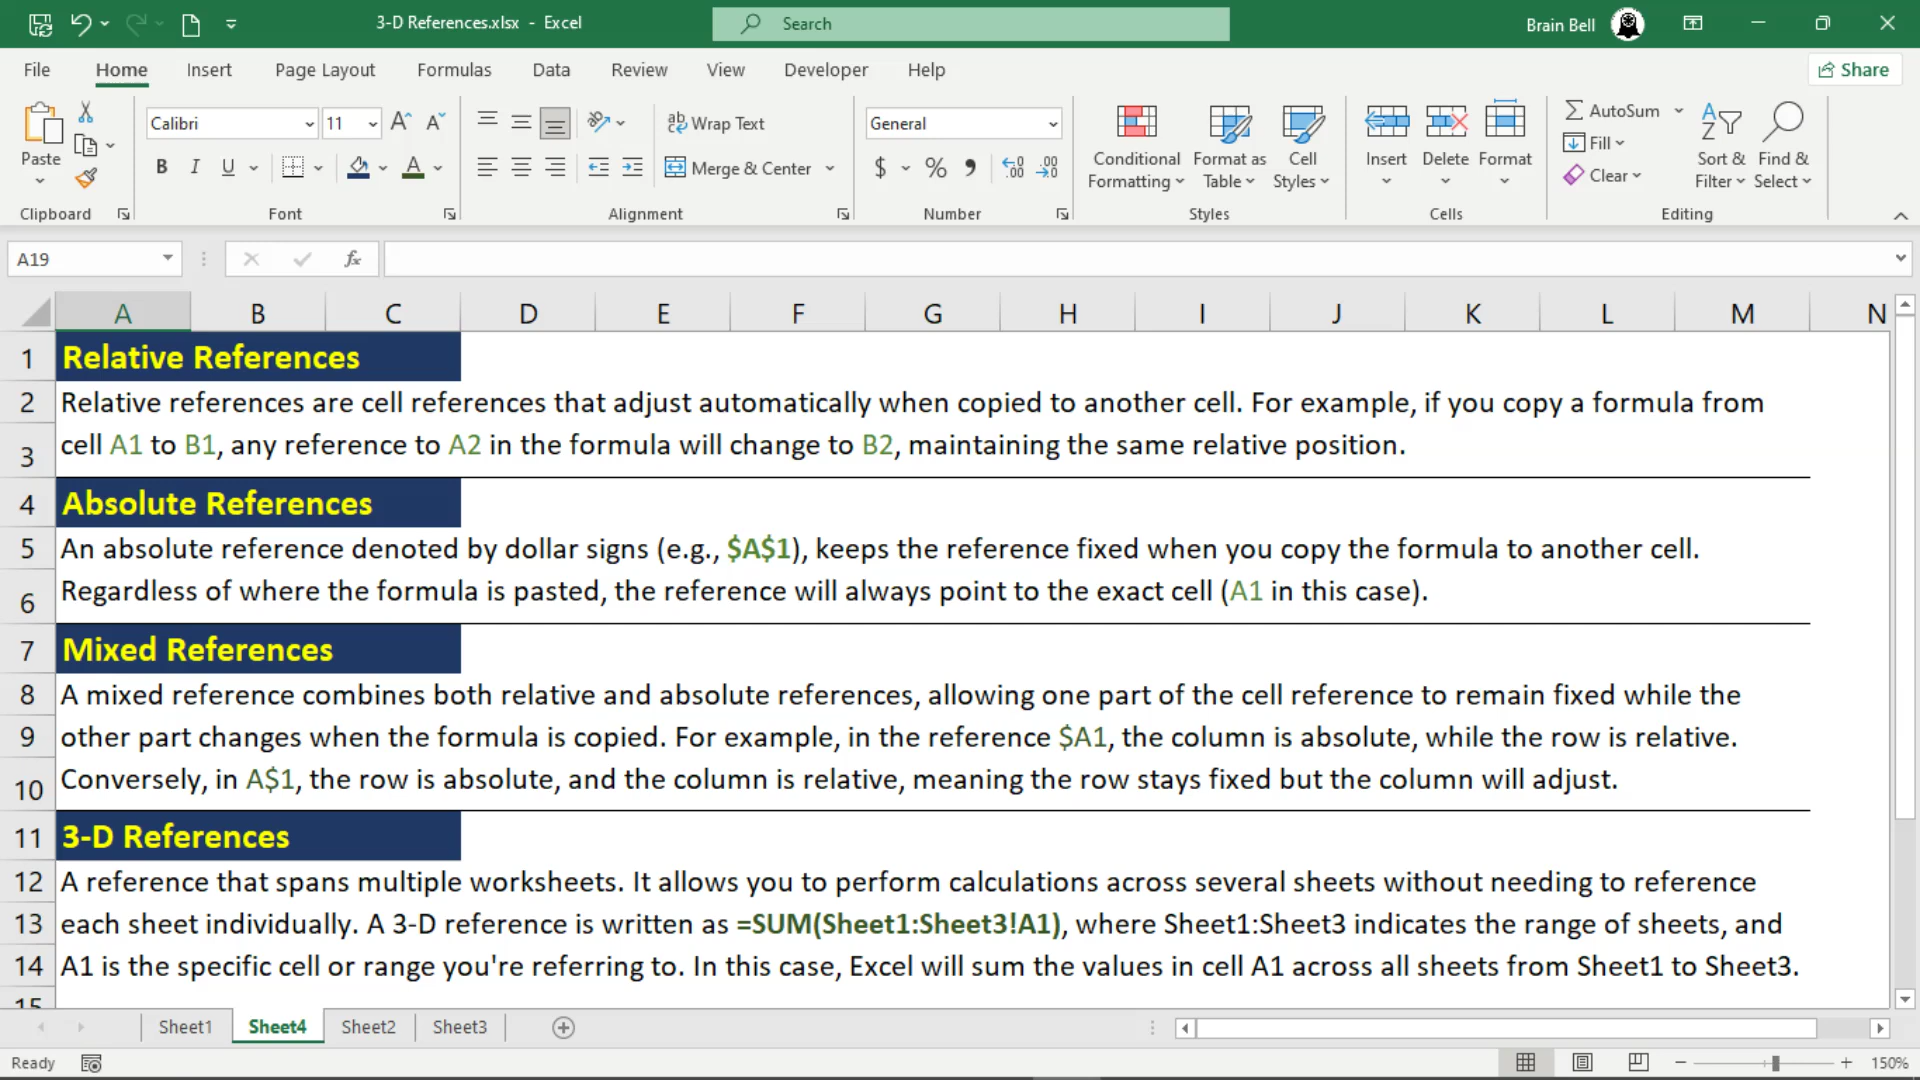 3-D References.xlsx - Excel
Search
Brain Bell
File Home Insert Page Layout Formulas Data Review View Developer Help
Share
Paste
Clipboard
Calibri 11
B I U A
Font
ab Wrap Text
Merge & Center
Alignment
General
$ % ,
Number
Conditional Formatting
Format as Table
Cell Styles
Styles
Insert Delete Format
Cells
AutoSum
Fill
Clear
Sort & Filter
Find & Select
Editing
A19
fx
A B C D E F G H I J K L M N
1 Relative References
2 Relative references are cell references that adjust automatically when copied to another cell. For example, if you copy a formula from
3 cell A1 to B1, any reference to A2 in the formula will change to B2, maintaining the same relative position.
4 Absolute References
5 An absolute reference denoted by dollar signs (e.g., $A$1), keeps the reference fixed when you copy the formula to another cell.
6 Regardless of where the formula is pasted, the reference will always point to the exact cell (A1 in this case).
7 Mixed References
8 A mixed reference combines both relative and absolute references, allowing one part of the cell reference to remain fixed while the
9 other part changes when the formula is copied. For example, in the reference $A1, the column is absolute, while the row is relative.
10 Conversely, in A$1, the row is absolute, and the column is relative, meaning the row stays fixed but the column will adjust.
11 3-D References
12 A reference that spans multiple worksheets. It allows you to perform calculations across several sheets without needing to reference
13 each sheet individually. A 3-D reference is written as =SUM(Sheet1:Sheet3!A1), where Sheet1:Sheet3 indicates the range of sheets, and
14 A1 is the specific cell or range you're referring to. In this case, Excel will sum the values in cell A1 across all sheets from Sheet1 to Sheet3.
15
Sheet1 Sheet4 Sheet2 Sheet3
Ready
150%